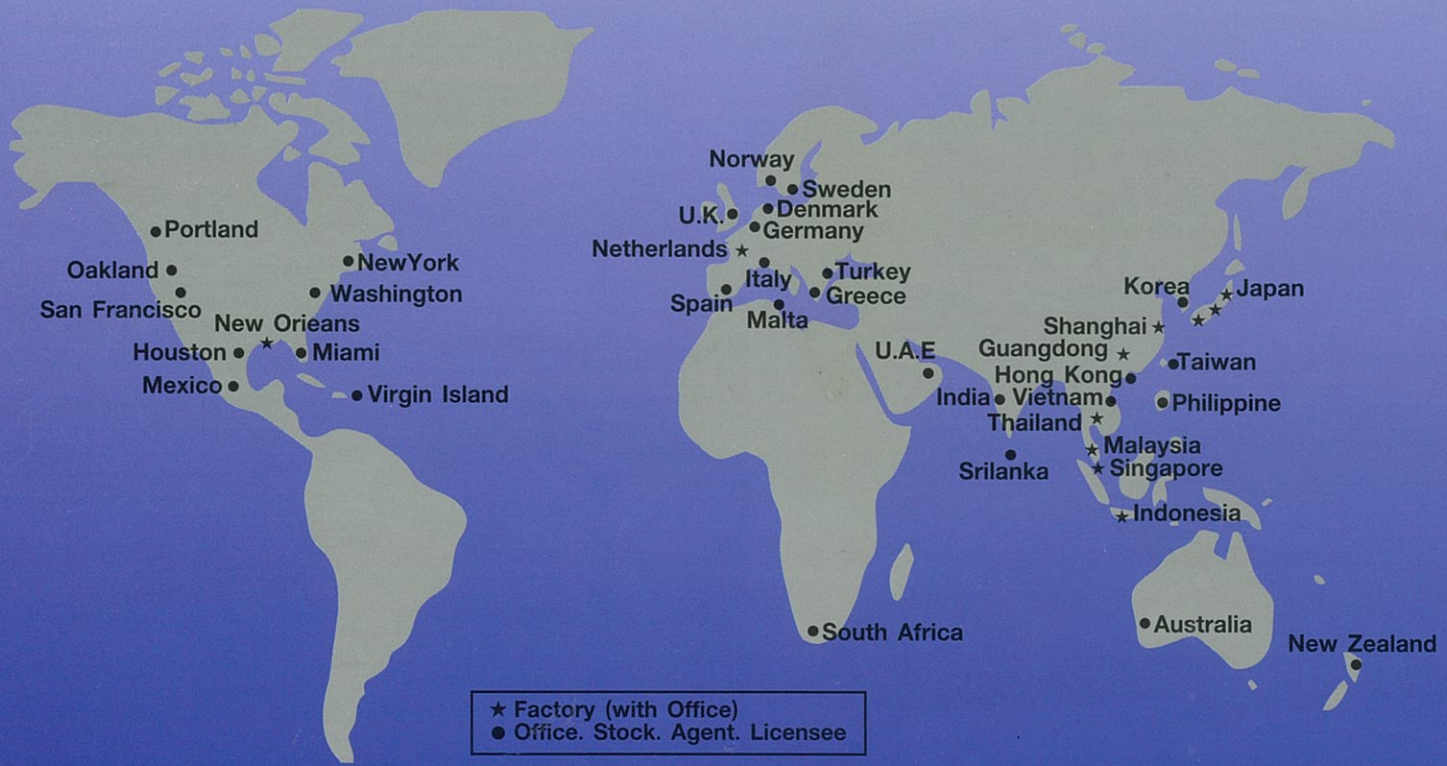 Norway
Sweden
U.K.
Denmark
Germany
Netherlands
Portland
Oakland
NewYork
San Francisco
Washington
New Orieans
Houston
Miami
Mexico
Virgin Island
Italy
Turkey
Spain
Greece
Malta
U.A.E
Korea
Japan
Shanghai
Guangdong
Taiwan
Hong Kong
India
Vietnam
Philippine
Thailand
Malaysia
Srilanka
Singapore
Indonesia
South Africa
Australia
New Zealand
★ Factory (with Office)
● Office. Stock. Agent. Licensee